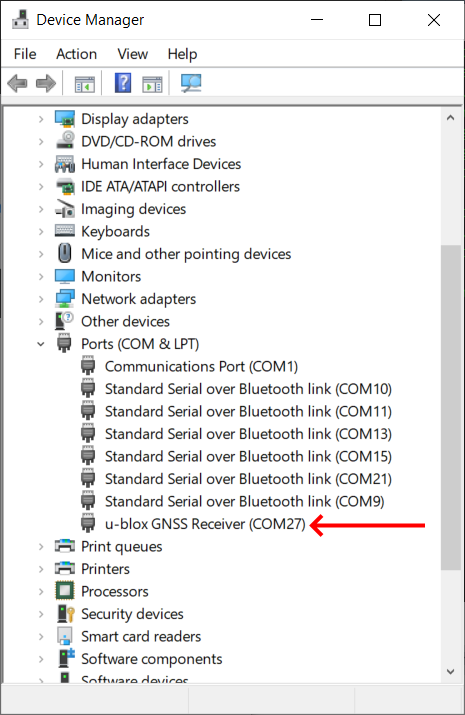 Device Manager
File Action View Help
Display adapters
DVD/CD-ROM drives
Human Interface Devices
IDE ATA/ATAPI controllers
Imaging devices
Keyboards
Mice and other pointing devices
Monitors
Network adapters
Other devices
Ports (COM & LPT)
Communications Port (COM1)
Standard Serial over Bluetooth link (COM10)
Standard Serial over Bluetooth link (COM11)
Standard Serial over Bluetooth link (COM13)
Standard Serial over Bluetooth link (COM15)
Standard Serial over Bluetooth link (COM21)
Standard Serial over Bluetooth link (COM9)
u-blox GNSS Receiver (COM27)
Print queues
Printers
Processors
Security devices
Smart card readers
Software components
Software devices